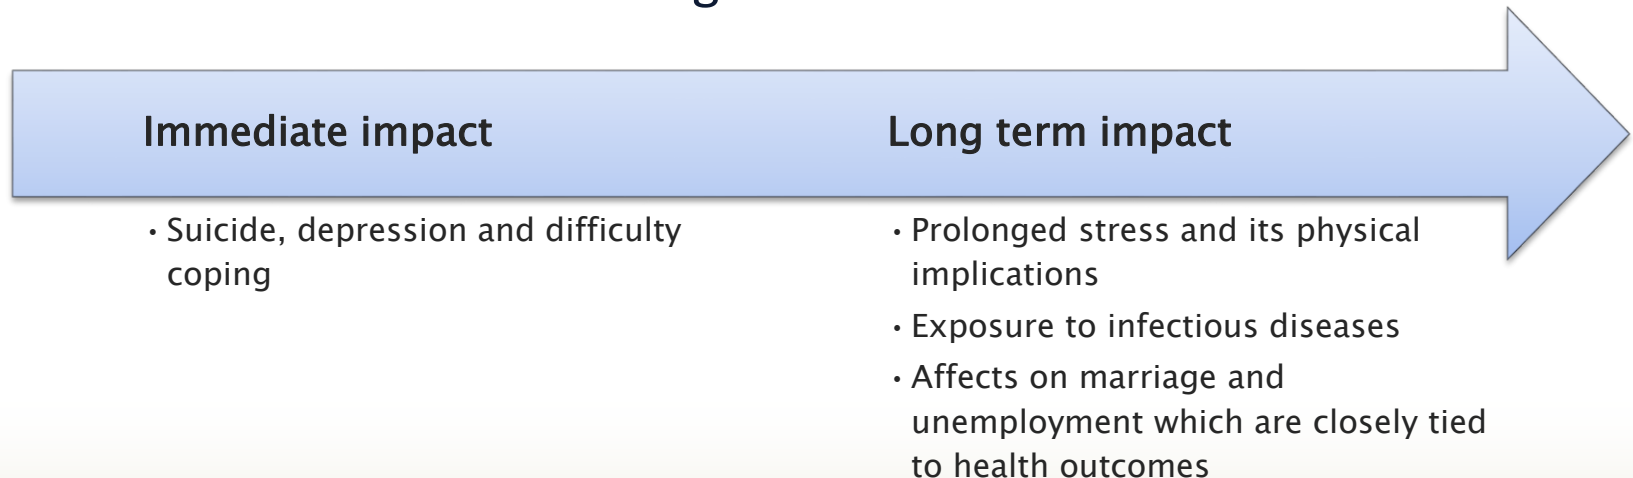 Immediate impact
Long term impact
• Suicide, depression and difficulty
coping
• Prolonged stress and its physical
implications
• Exposure to infectious diseases
• Affects on marriage and
unemployment which are closely tied
to health outcomes